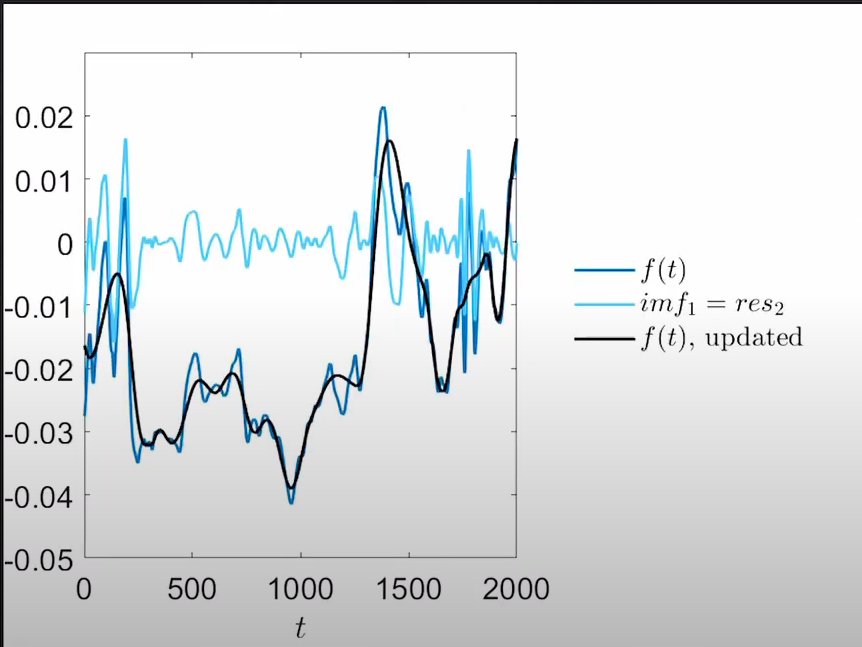 0.02
0.01
0
-0.01
-0.02
-0.03
-0.04
-0.05
0 500 1000 1500 2000
t
f(t)
imf₁ = res₂
f(t), updated